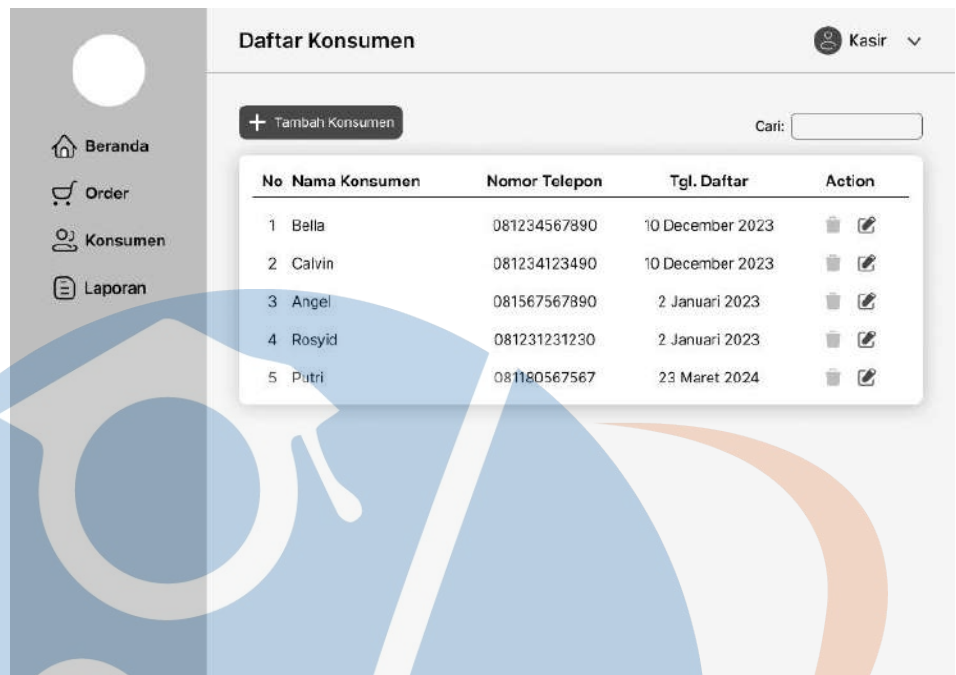 Daftar Konsumen
Kasir
Beranda
Order
Konsumen
Laporan
Tambah Konsumen
Cari:
No Nama Konsumen Nomor Telepon Tgl. Daftar Action
1 Bella 081234567890 10 December 2023
2 Calvin 081234123490 10 December 2023
3 Angel 081567567890 2 Januari 2023
4 Rosyid 081231231230 2 Januari 2023
5 Putri 081180567567 23 Maret 2024